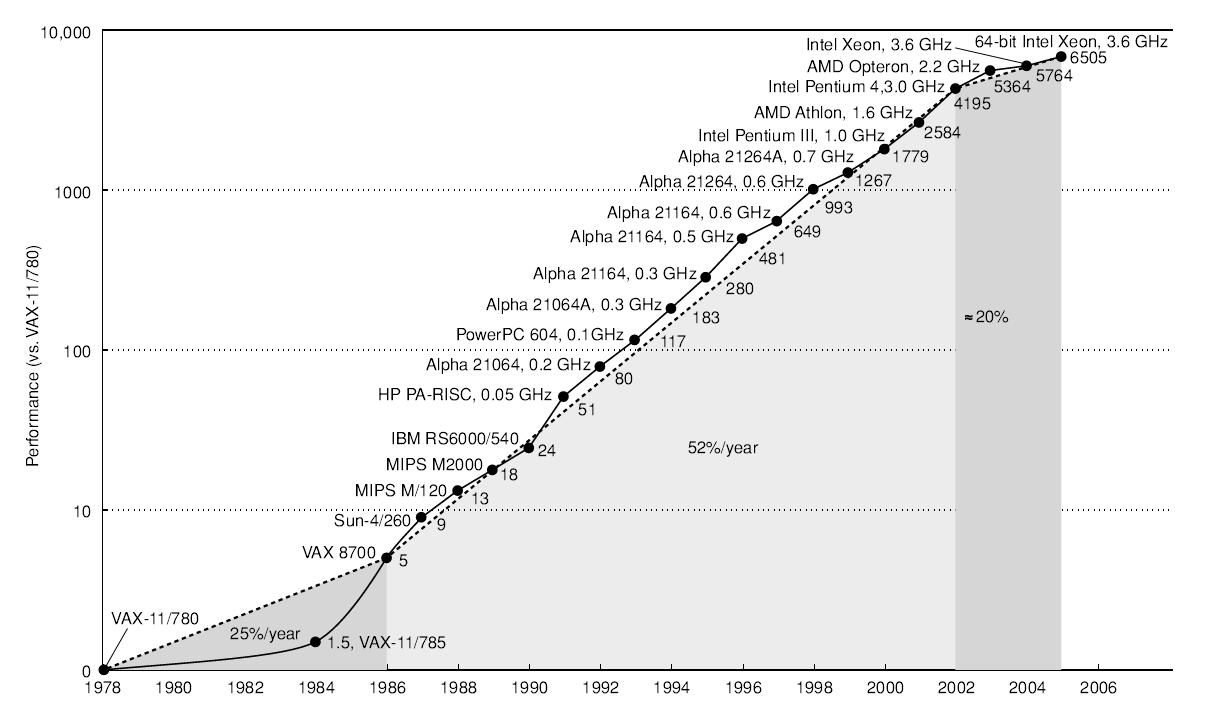 10,000
Intel Xeon, 3.6 GHz
64-bit Intel Xeon, 3.6 GHz
6505
AMD Opteron, 2.2 GHz
5764
Intel Pentium 4,3.0 GHz
5364
4195
AMD Athlon, 1.6 GHz
2584
Intel Pentium III, 1.0 GHz
1779
Alpha 21264A, 0.7 GHz
1267
1000
Alpha 21264, 0.6 GHz
993
Alpha 21164, 0.6 GHz
649
Alpha 21164, 0.5 GHz
481
Alpha 21164, 0.3 GHz
280
Alpha 21064A, 0.3 GHz
183
≈20%
PowerPC 604, 0.1GHz
117
100
Alpha 21064, 0.2 GHz
80
HP PA-RISC, 0.05 GHz
51
Performance (vs. VAX-11/780)
IBM RS6000/540
24
52%/year
MIPS M2000
18
MIPS M/120
13
10
Sun-4/260
9
VAX 8700
5
VAX-11/780
25%/year
1.5, VAX-11/785
0
1978 1980 1982 1984 1986 1988 1990 1992 1994 1996 1998 2000 2002 2004 2006